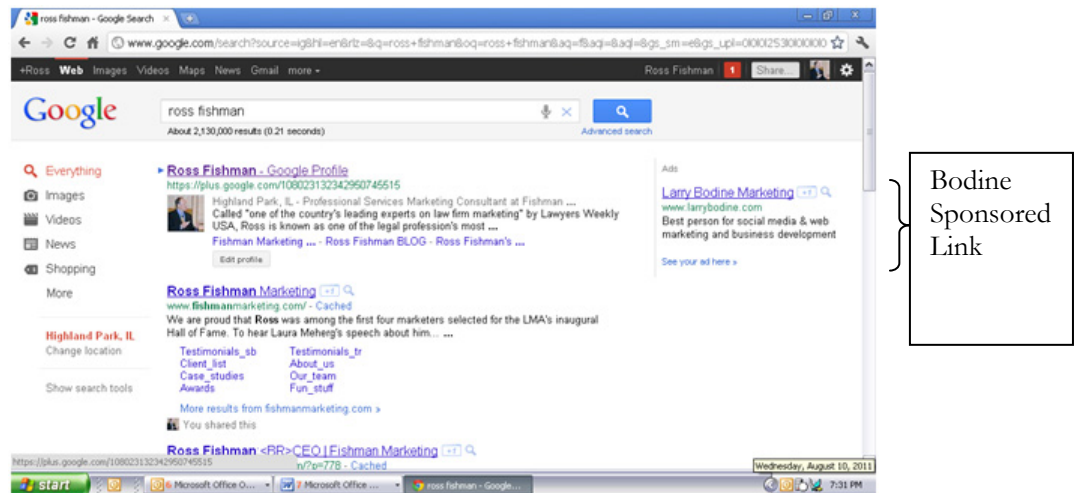 ross fishman - Google Search
www.google.com/search?source=ig&hl=en&rlz=&q=ross+fishman&oq=ross+fishman&aq=f&aqi=&aql=&gs_sm=e&gs_upl=
+Ross Web Images Videos Maps News Gmail more
Ross Fishman 1 Share...
Google
ross fishman
About 2,130,000 results (0.21 seconds)
Advanced search
Everything
Images
Videos
News
Shopping
More
Highland Park, IL
Change location
Show search tools
Ross Fishman - Google Profile
https://plus.google.com/108023132342950745515
Highland Park, IL - Professional Services Marketing Consultant at Fishman ...
Called "one of the country's leading experts on law firm marketing" by Lawyers Weekly
USA, Ross is known as one of the legal profession's most ...
Fishman Marketing ... - Ross Fishman BLOG - Ross Fishman's ...
Edit profile
Ross Fishman Marketing +1
www.fishmanmarketing.com/ - Cached
We are proud that Ross was among the first four marketers selected for the LMA's inaugural
Hall of Fame. To hear Laura Meherg's speech about him... ...
Testimonials_sb Testimonials_tr
Client_list About_us
Case_studies Our_team
Awards Fun_stuff
More results from fishmanmarketing.com »
You shared this
Ross Fishman <BR>CEO | Fishman Marketing +1
n/?p=778 - Cached
Ads
Larry Bodine Marketing +1
www.larrybodine.com
Best person for social media & web
marketing and business development
See your ad here »
Bodine
Sponsored
Link
https://plus.google.com/108023132342950745515
Wednesday, August 10, 2011
start
6 Microsoft Office O...
7 Microsoft Office ...
ross fishman - Google...
7:31 PM